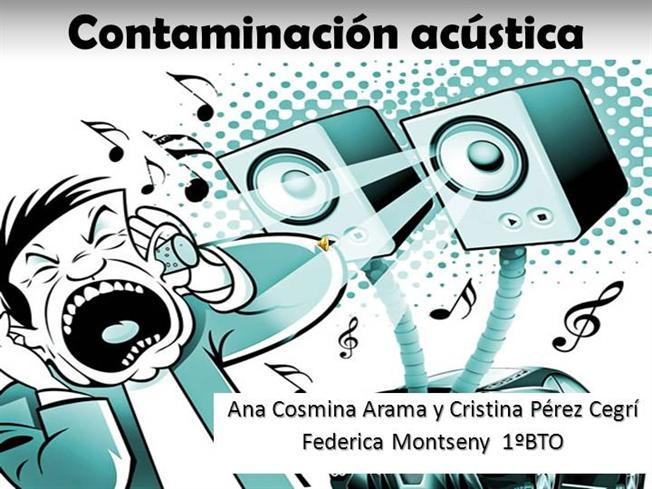 Contaminación acústica
Ana Cosmina Arama y Cristina Pérez Cegrí
Federica Montseny 1ºBTO